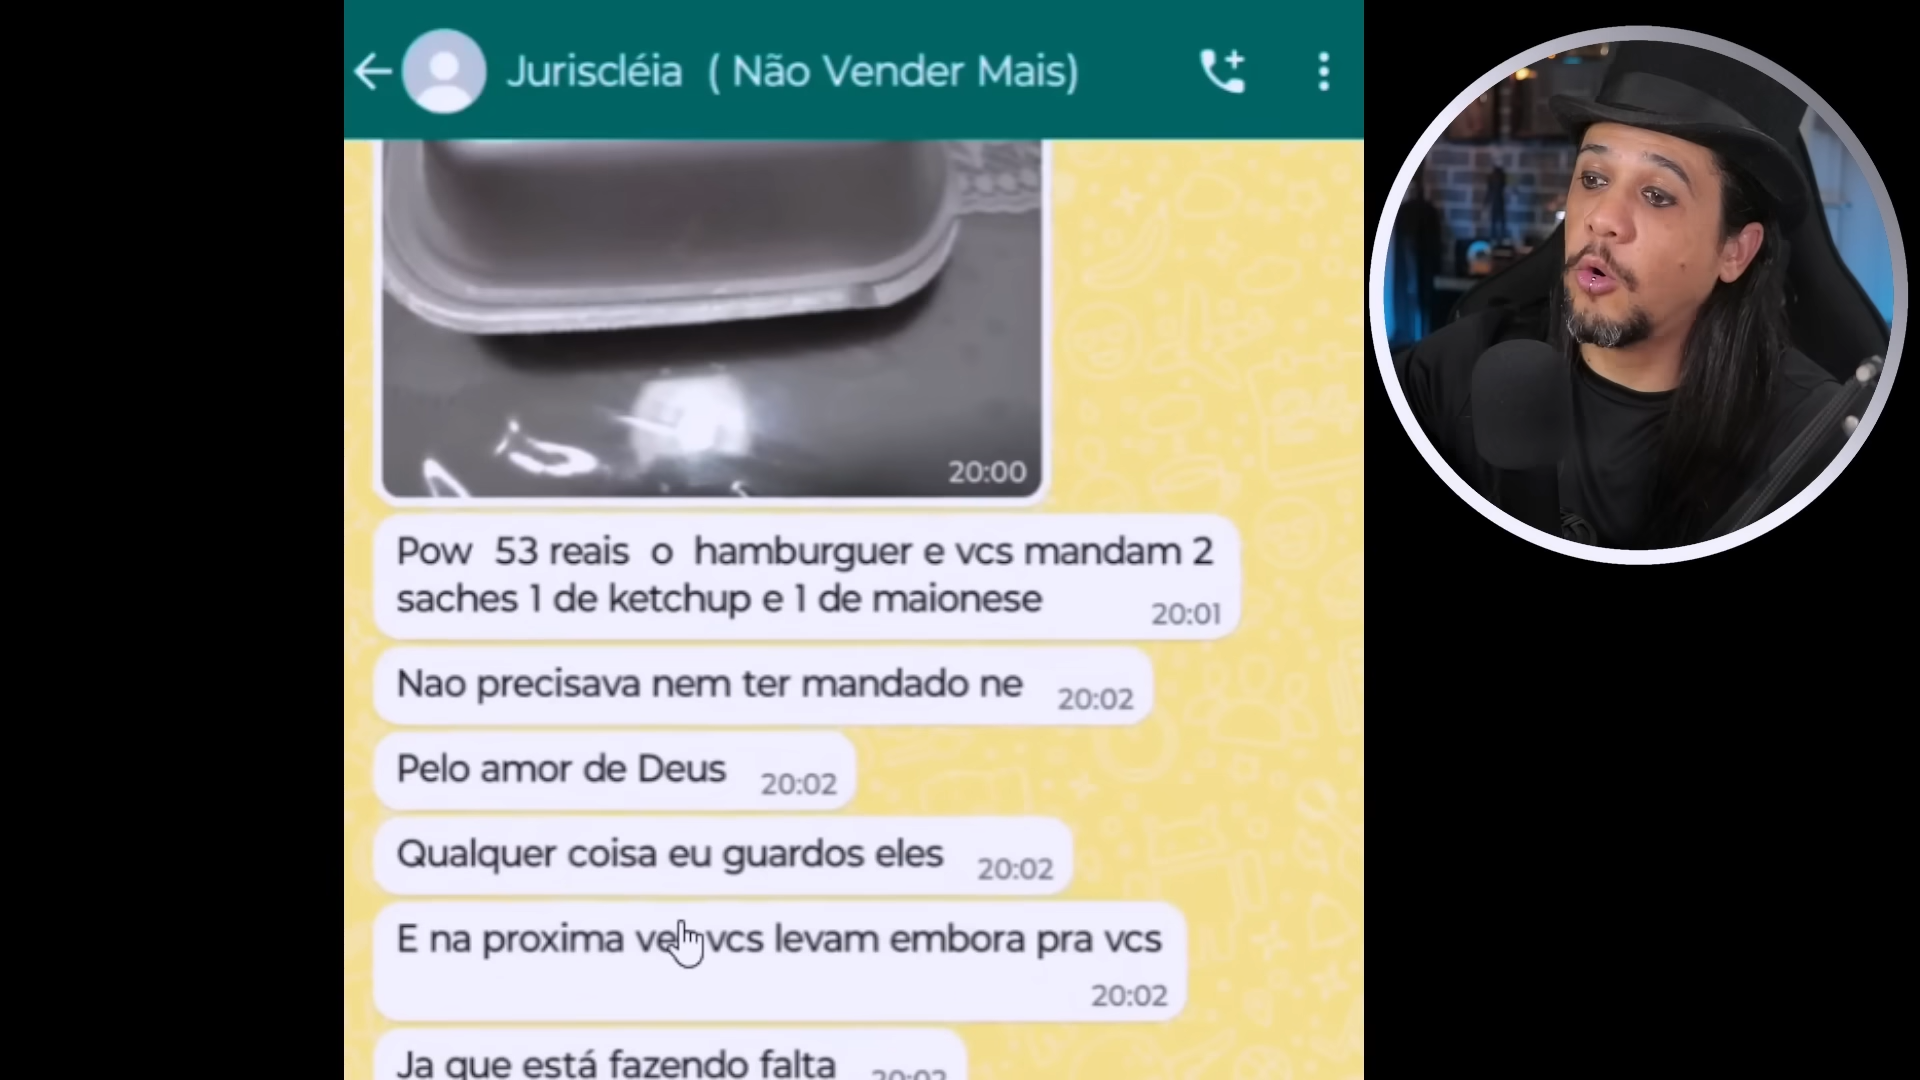 Juriscléia ( Não Vender Mais)
20:00
Pow 53 reais o hamburguer e vcs mandam 2
saches 1 de ketchup e 1 de maionese
20:01
Nao precisava nem ter mandado ne
20:02
Pelo amor de Deus
20:02
Qualquer coisa eu guardos eles
20:02
E na proxima vez vcs levam embora pra vcs
20:02
Ja que está fazendo falta
20:02